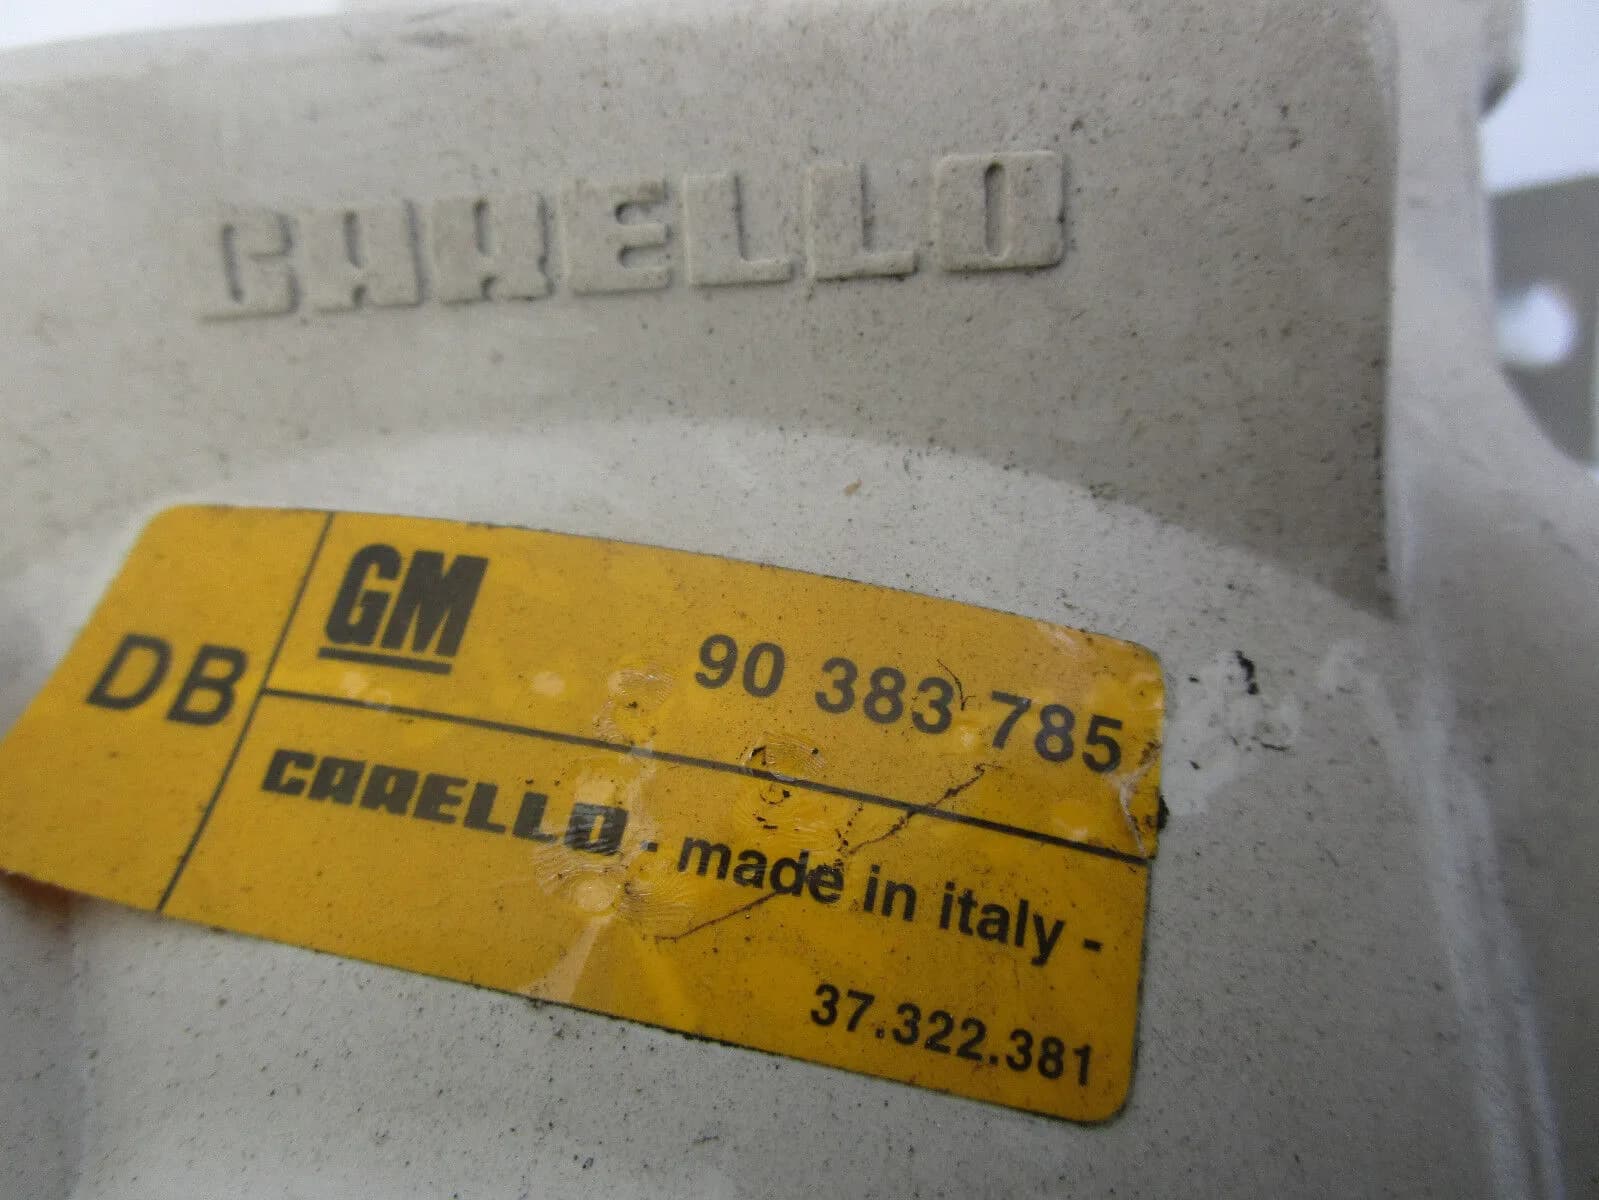 CARELLO
DB
GM
90 383 785
CARELLO - made in italy -
37.322.381